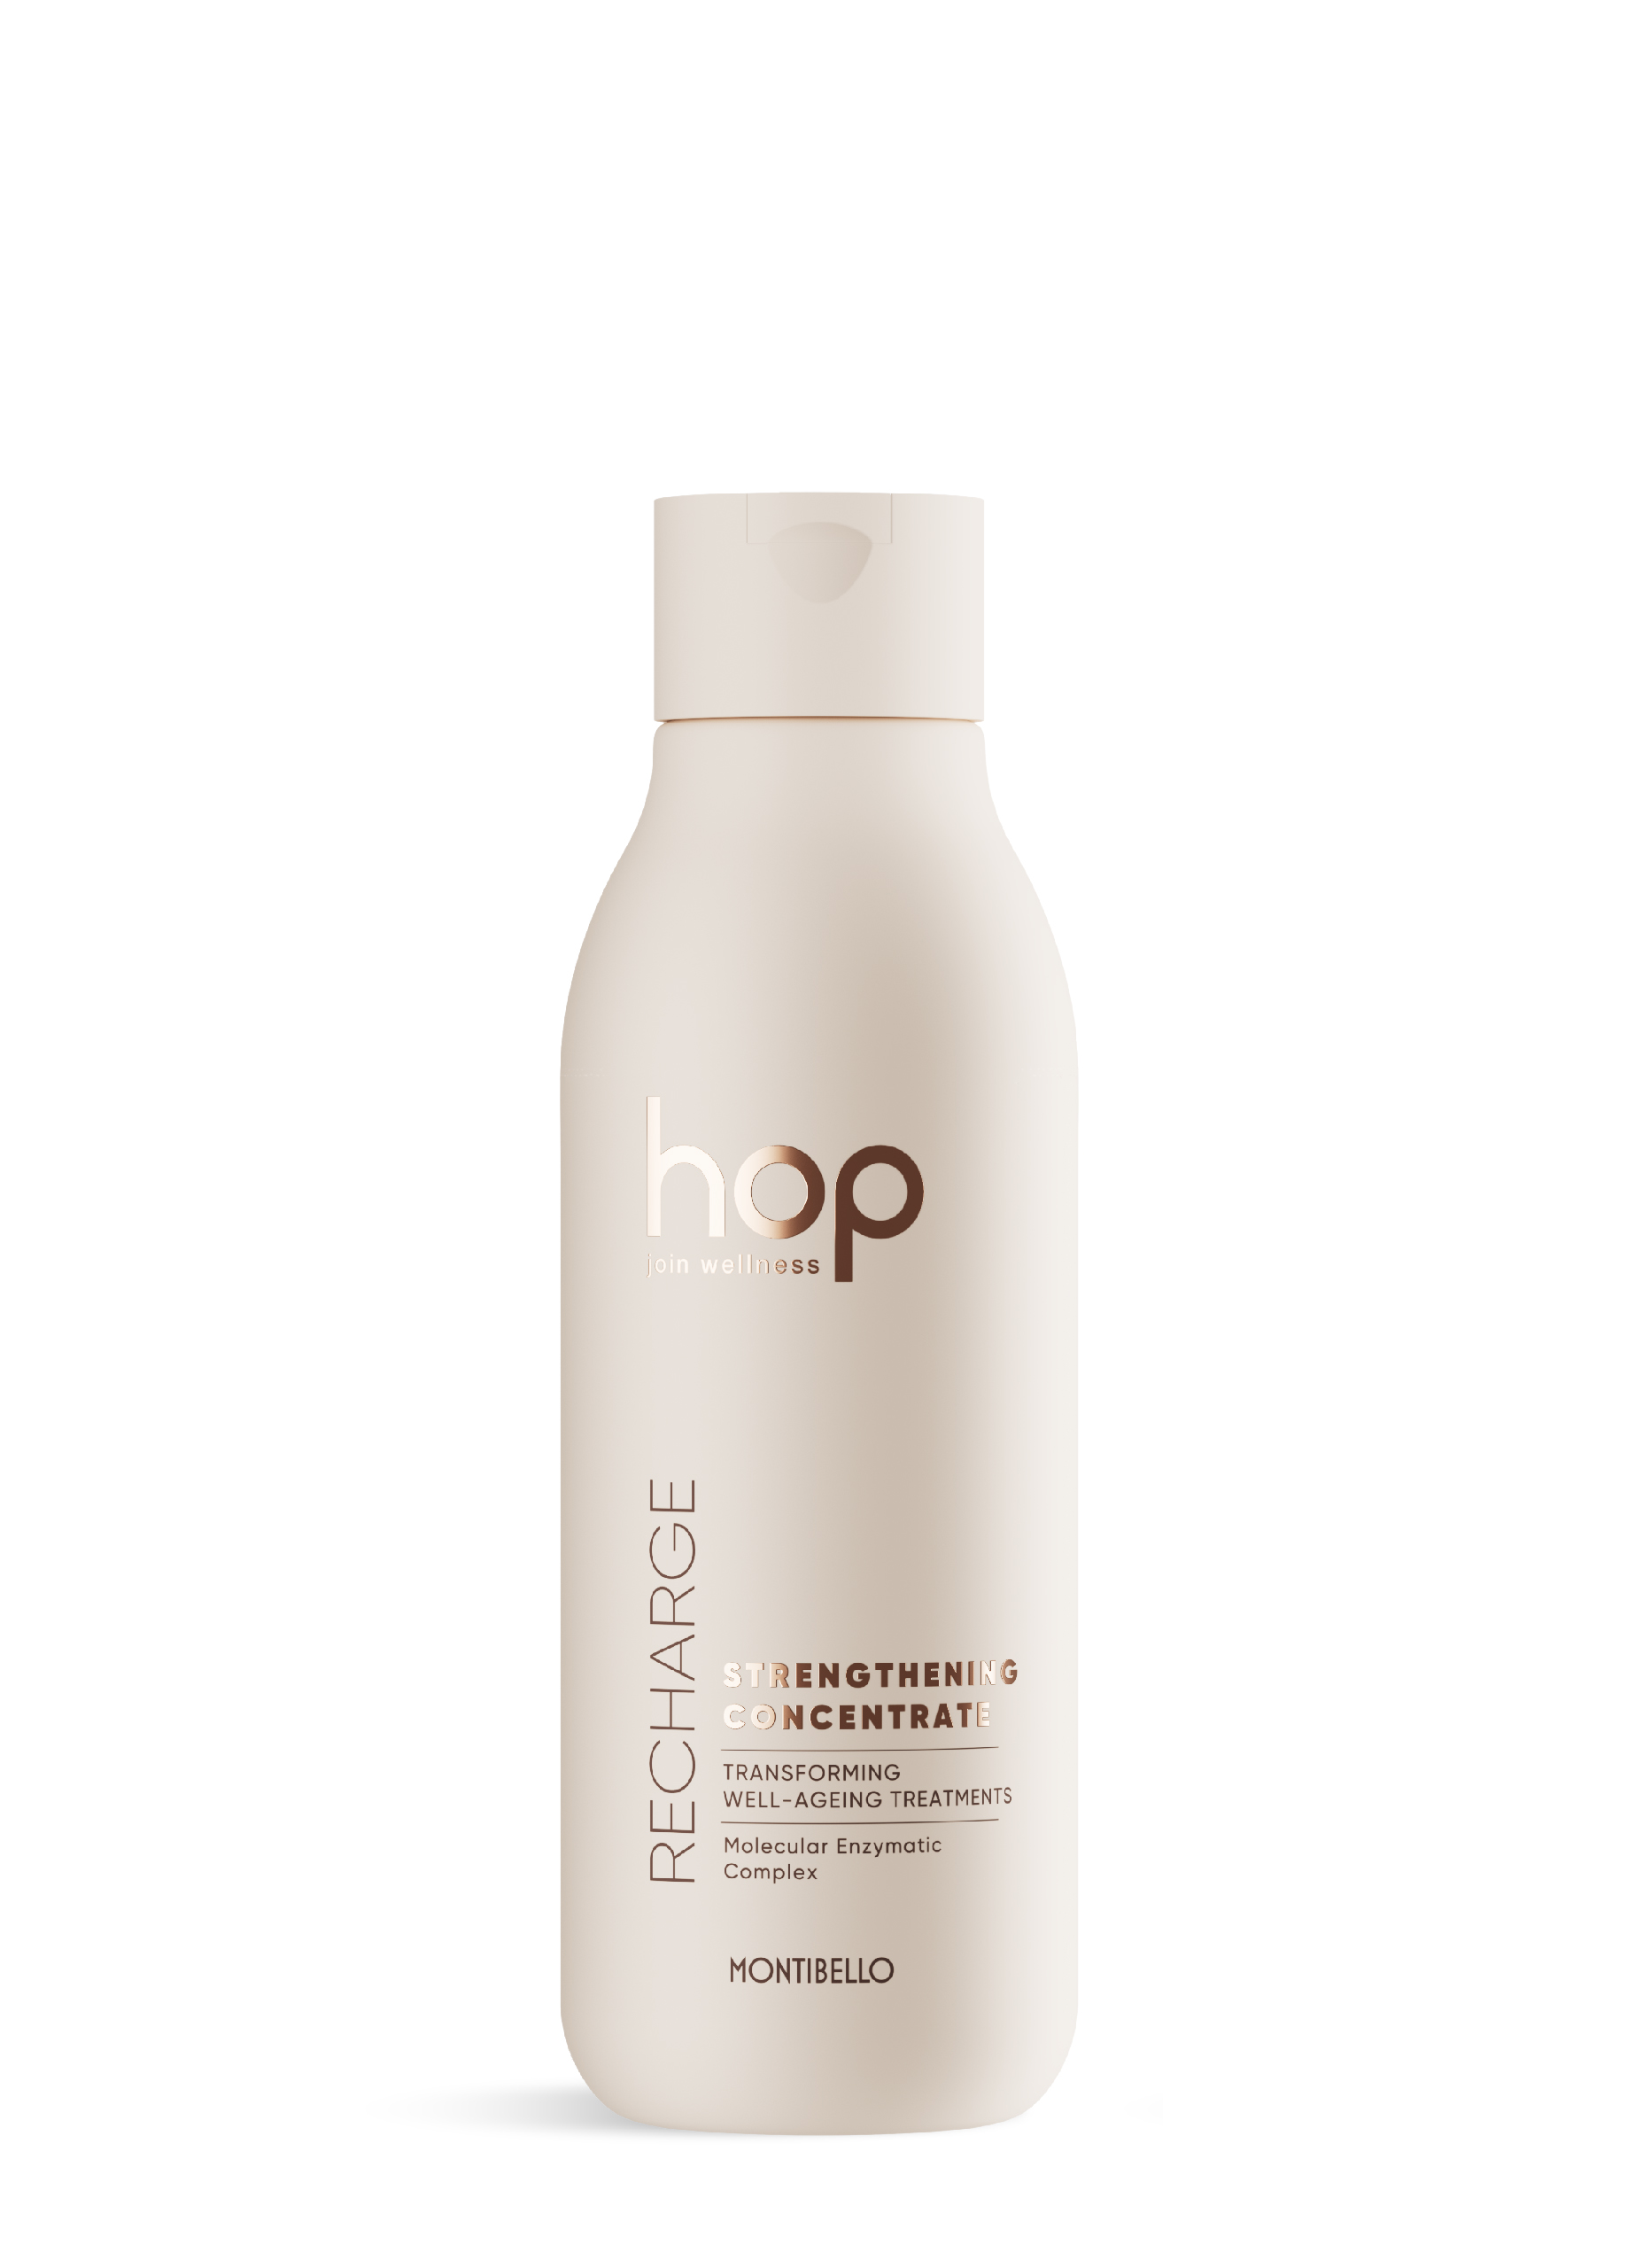 hop
join wellness
RECHARGE
STRENGTHENING
CONCENTRATE
TRANSFORMING
WELL-AGEING TREATMENTS
Molecular Enzymatic
Complex
MONTIBELLO